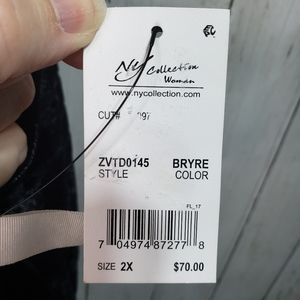 NY Collection
Woman
www.nycollection.com
CUT#
ZVTD0145 BRYRE
STYLE COLOR
FL_17
7 04974 87277 8
SIZE 2X $70.00